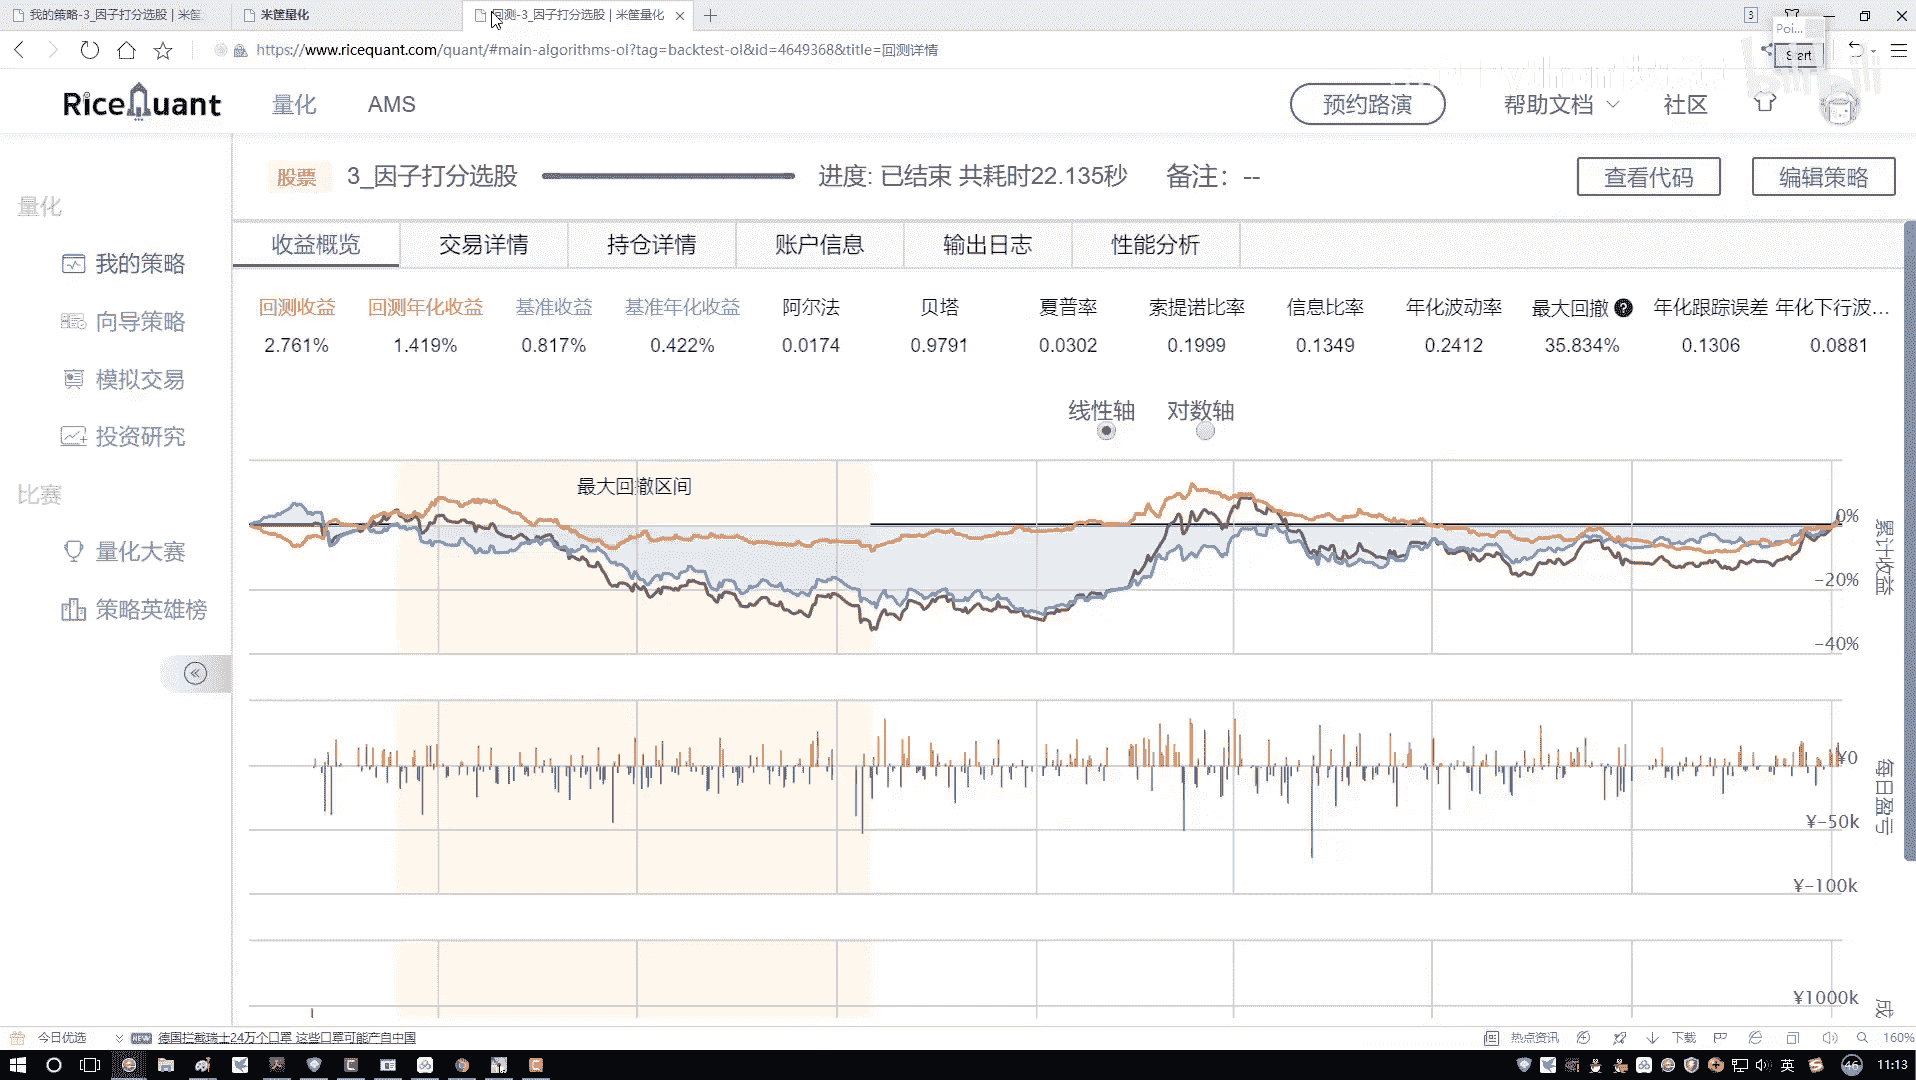 我的策略-3_因子打分选股 | 米筐
米筐量化
回测-3_因子打分选股 | 米筐量化
3
Poi...
Start
https://www.ricequant.com/quant/#main-algorithms-ol?tag=backtest-ol&id=4649368&title=回测详情
bilibili
RiceQuant
量化
AMS
预约路演
帮助文档
社区
股票
3_因子打分选股
进度: 已结束 共耗时22.135秒
备注：--
查看代码
编辑策略
量化
我的策略
向导策略
模拟交易
投资研究
比赛
量化大赛
策略英雄榜
收益概览 交易详情 持仓详情 账户信息 输出日志 性能分析
回测收益 回测年化收益 基准收益 基准年化收益 阿尔法 贝塔 夏普率 索提诺比率 信息比率 年化波动率 最大回撤 年化跟踪误差 年化下行波...
2.761% 1.419% 0.817% 0.422% 0.0174 0.9791 0.0302 0.1999 0.1349 0.2412 35.834% 0.1306 0.0881
线性轴 对数轴
最大回撤区间
0%
-20%
-40%
累计收益
¥0
¥-50k
¥-100k
每日盈亏
¥1000k
成
今日优选
NEW
德国拦截瑞士24万个口罩 这些口罩可能产自中国
热点资讯
下载
160%
英
46
11:13